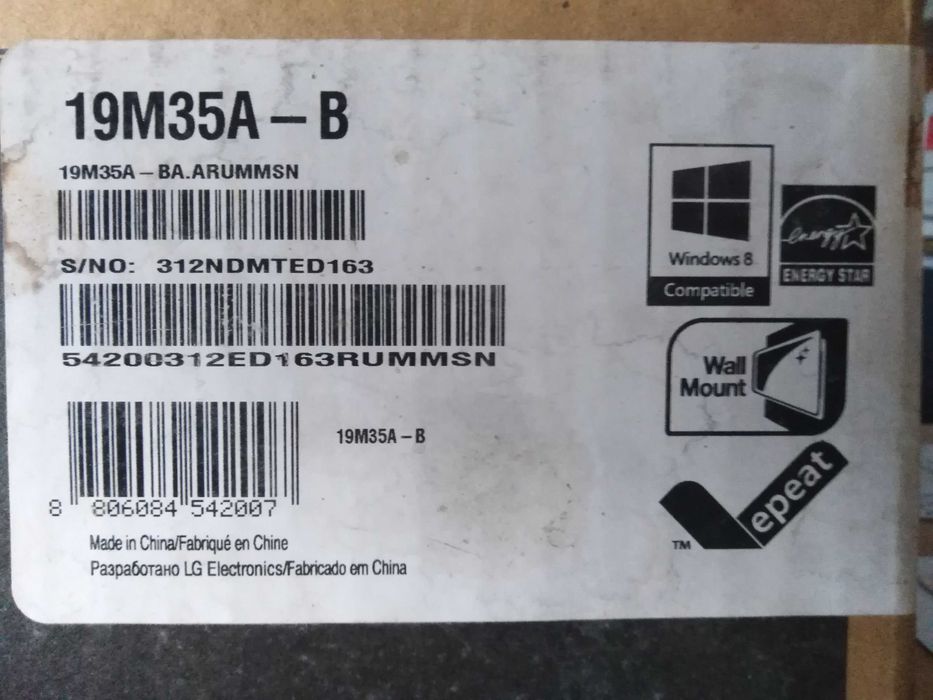 19M35A – B
19M35A – BA.ARUMMSN
S/NO: 312NDMTED163
54200312ED163RUMMSN
19M35A – B
8 806084 542007
Made in China/Fabriqué en Chine
Разработано LG Electronics/Fabricado em China
Windows 8
Compatible
energy
ENERGY STAR
Wall
Mount
epeat
TM